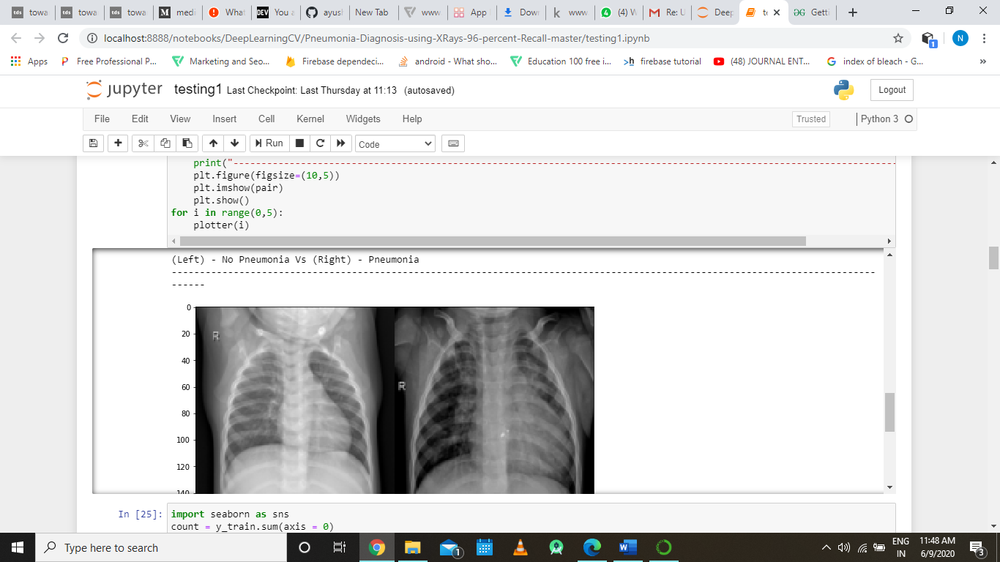 towa
towa
towa
medi
What
DEV You a
ayus
New Tab
www
App
Down
www
(4) W
Re: U
Deep
te
Gett
localhost:8888/notebooks/DeepLearningCV/Pneumonia-Diagnosis-using-XRays-96-percent-Recall-master/testing1.ipynb
N
Apps
Free Professional P...
Marketing and Seo...
Firebase dependeci...
android - What sho...
Education 100 free i...
firebase tutorial
(48) JOURNAL ENT...
index of bleach - G...
jupyter testing1 Last Checkpoint: Last Thursday at 11:13 (autosaved)
Logout
File Edit View Insert Cell Kernel Widgets Help
Trusted
Python 3
Run
Code
print("------------------------------------------------------------------------------------------------------------------------
plt.figure(figsize=(10,5))
plt.imshow(pair)
plt.show()
for i in range(0,5):
plotter(i)
(Left) - No Pneumonia Vs (Right) - Pneumonia
-----------------------------------------------------------------------------------------------------------------------------
------
0
20
R
40
60
R
80
100
120
140
In [25]: import seaborn as sns
count = y_train.sum(axis = 0)
Type here to search
1
ENG
IN
11:48 AM
6/9/2020
3